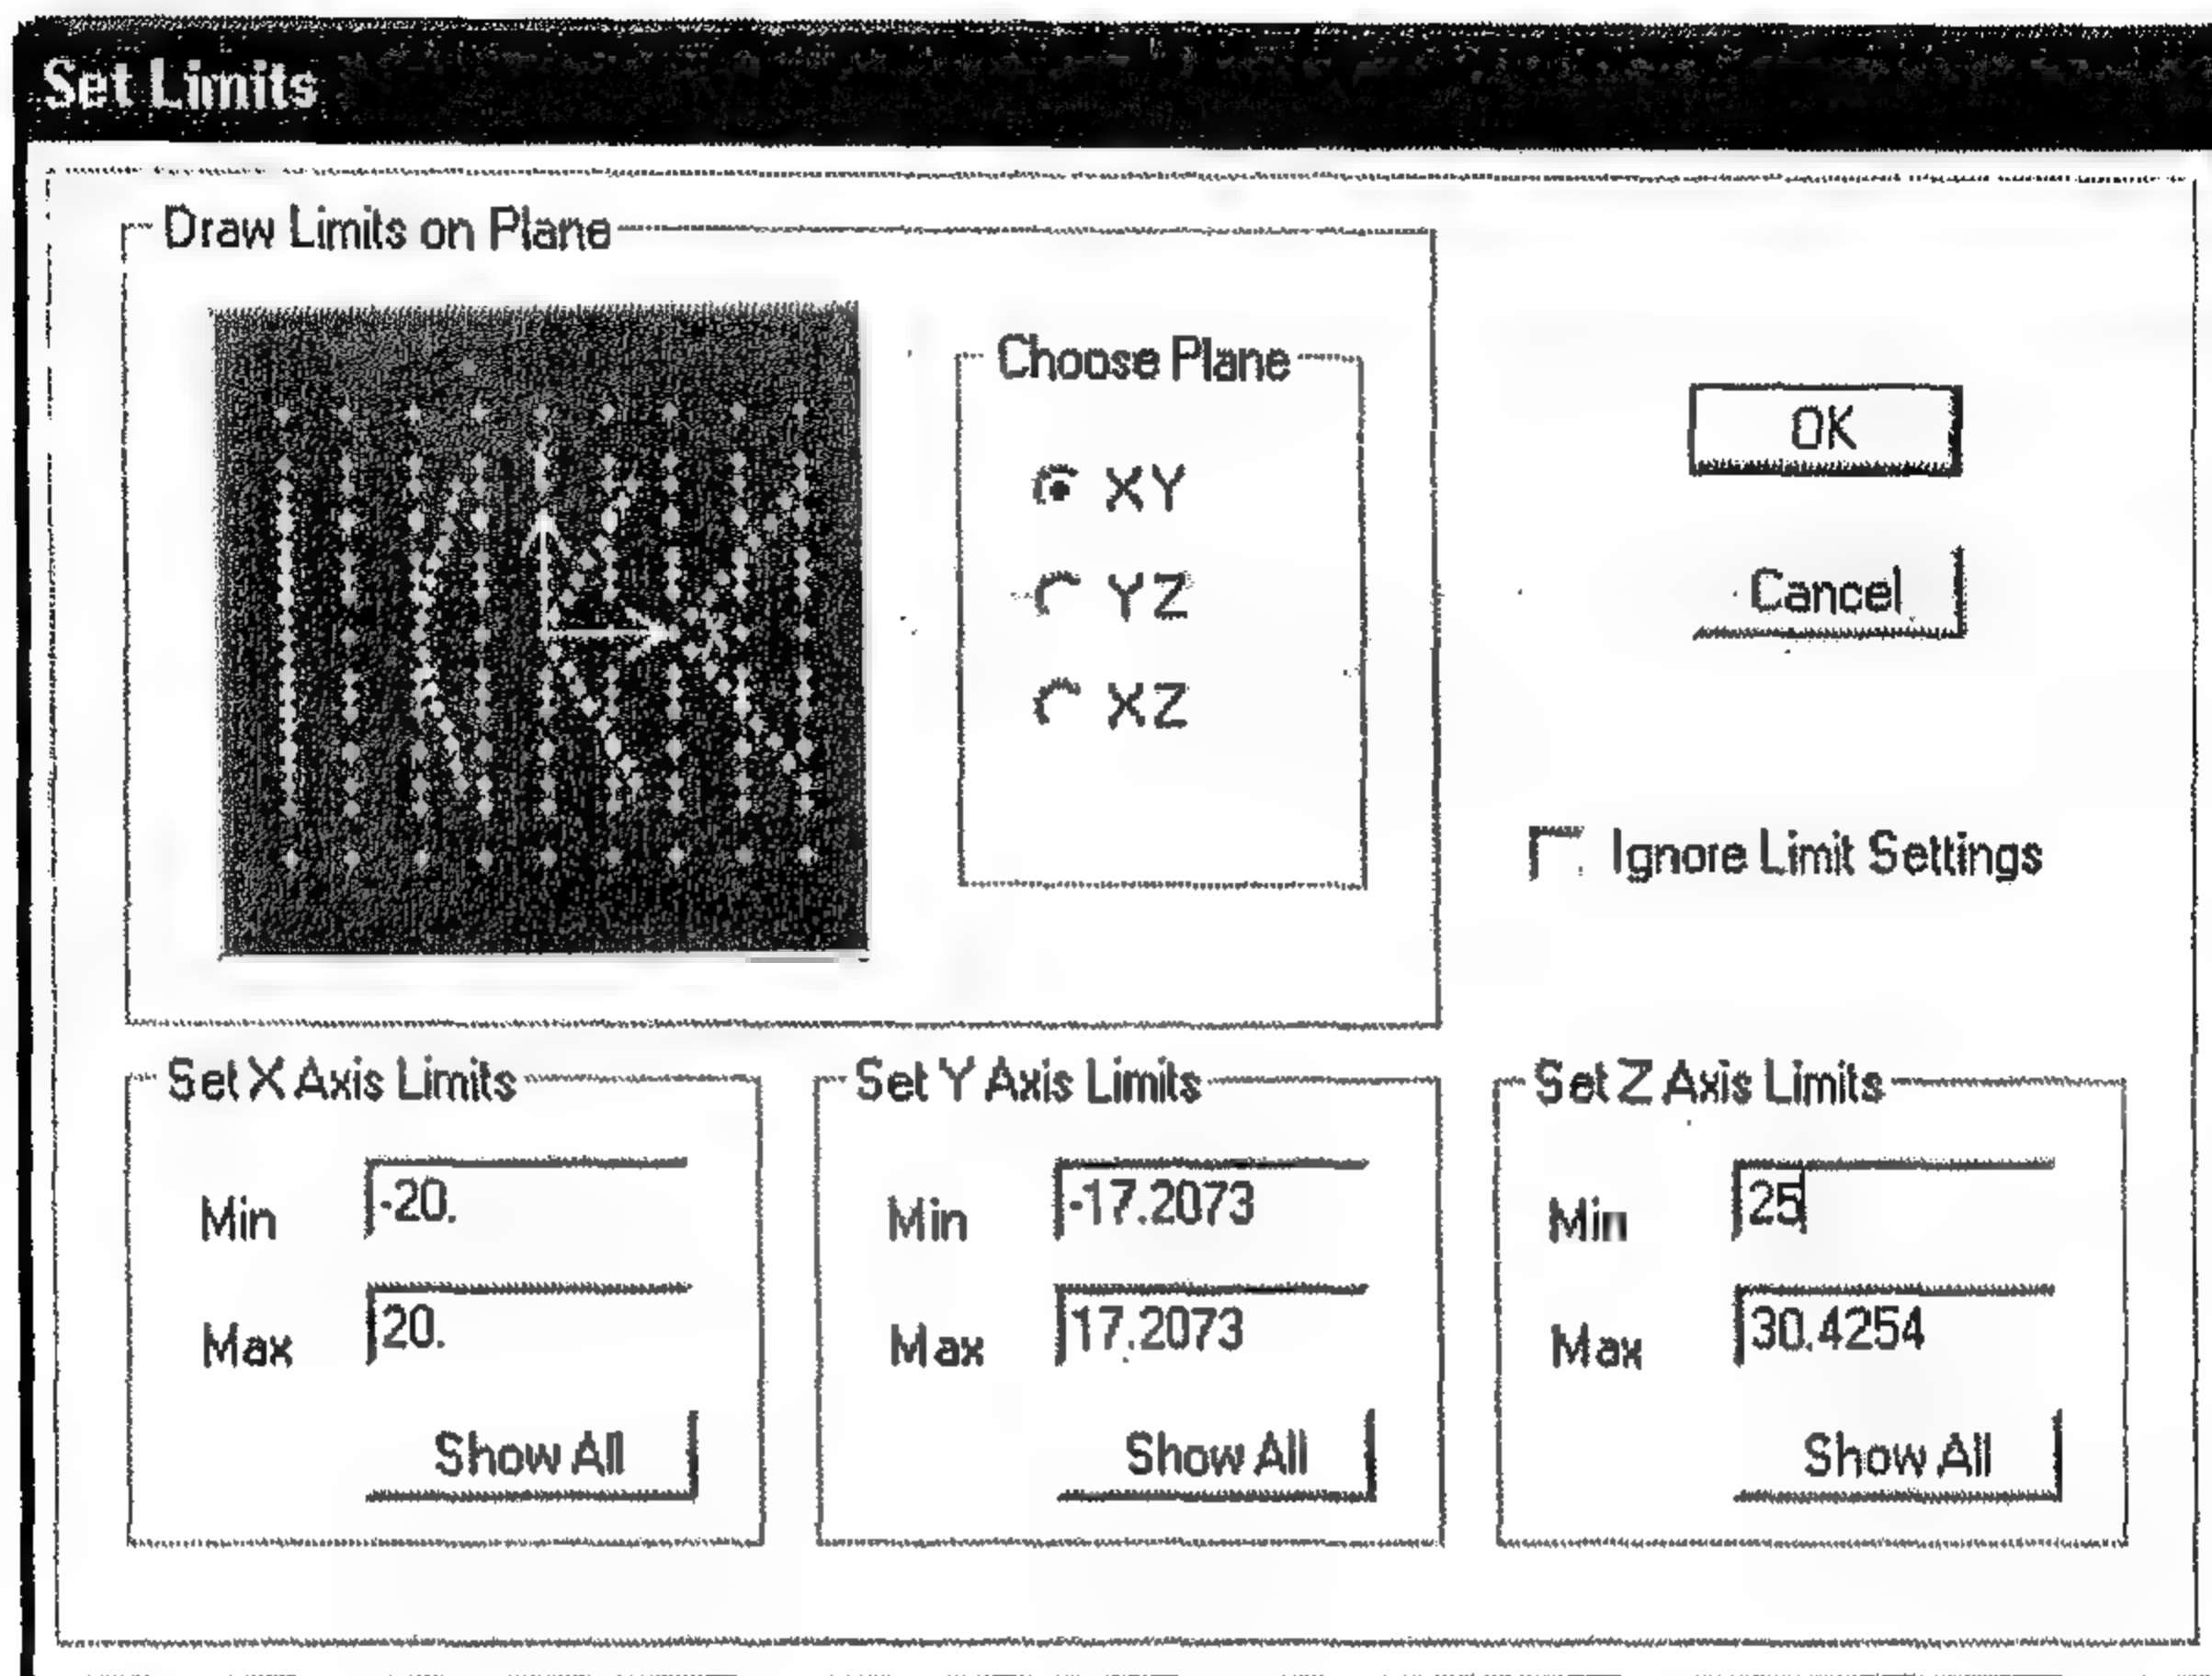 Set Limits
Draw Limits on Plane
Choose Plane
XY
YZ
XZ
OK
Cancel
Ignore Limit Settings
X
Set X Axis Limits
Min -20.
Max 20.
Show All
Set Y Axis Limits
Min -17.2073
Max 17.2073
Show All
Set Z Axis Limits
Min 25
Max 30.4254
Show All